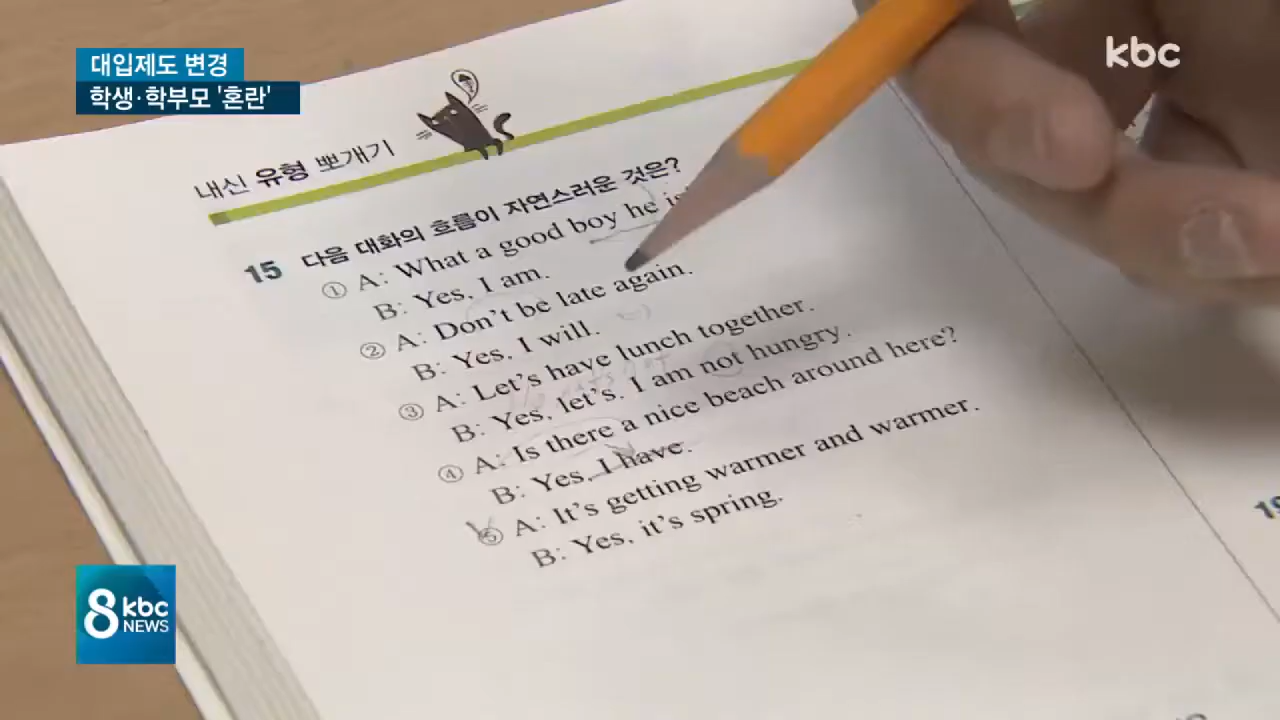 대입제도 변경
학생·학부모 '혼란'
kbc
내신 유형 뽀개기
15 다음 대화의 흐름이 자연스러운 것은?
① A: What a good boy he is
B: Yes, I am.
② A: Don't be late again.
B: Yes, I will.
③ A: Let's have lunch together.
B: Yes, let's. I am not hungry.
④ A: Is there a nice beach around here?
B: Yes, I have.
⑤ A: It's getting warmer and warmer.
B: Yes, it's spring.
8 kbc
NEWS